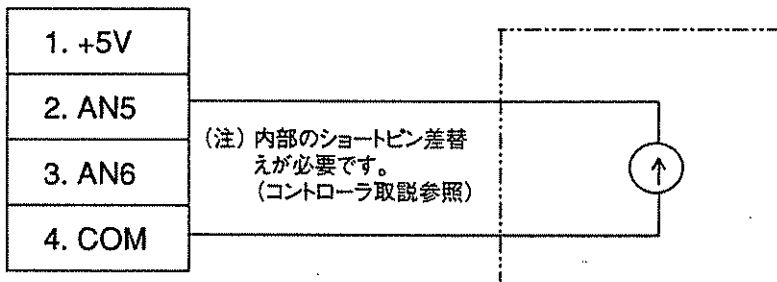 1. +5V
2. AN5
3. AN6
4. COM
(注) 内部のショートピン差替
えが必要です。
(コントローラ取説参照)